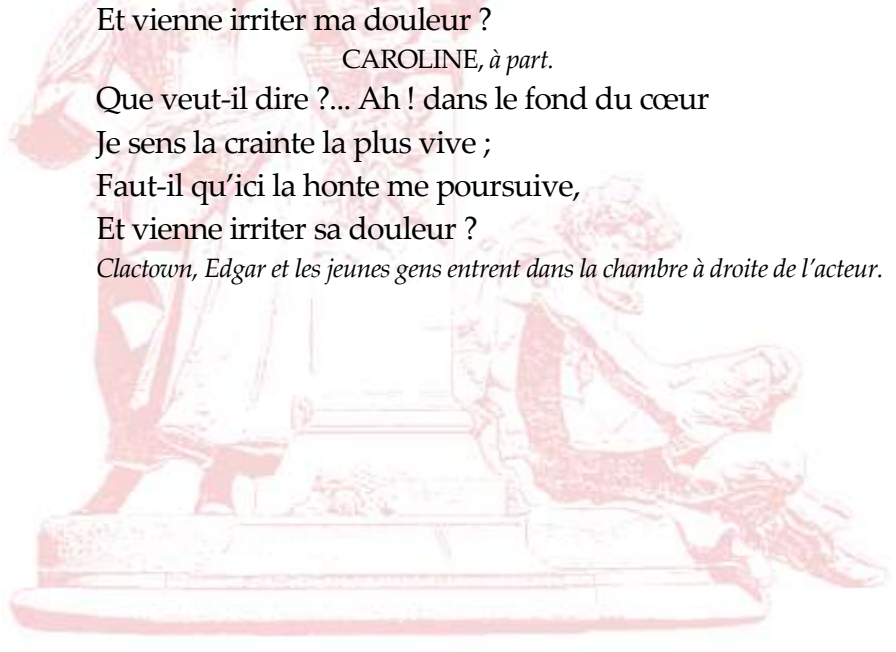 Et vienne irriter ma douleur ?
CAROLINE, à part.
Que veut-il dire ?... Ah ! dans le fond du cœur
Je sens la crainte la plus vive ;
Faut-il qu’ici la honte me poursuive,
Et vienne irriter sa douleur ?
Clactown, Edgar et les jeunes gens entrent dans la chambre à droite de l’acteur.